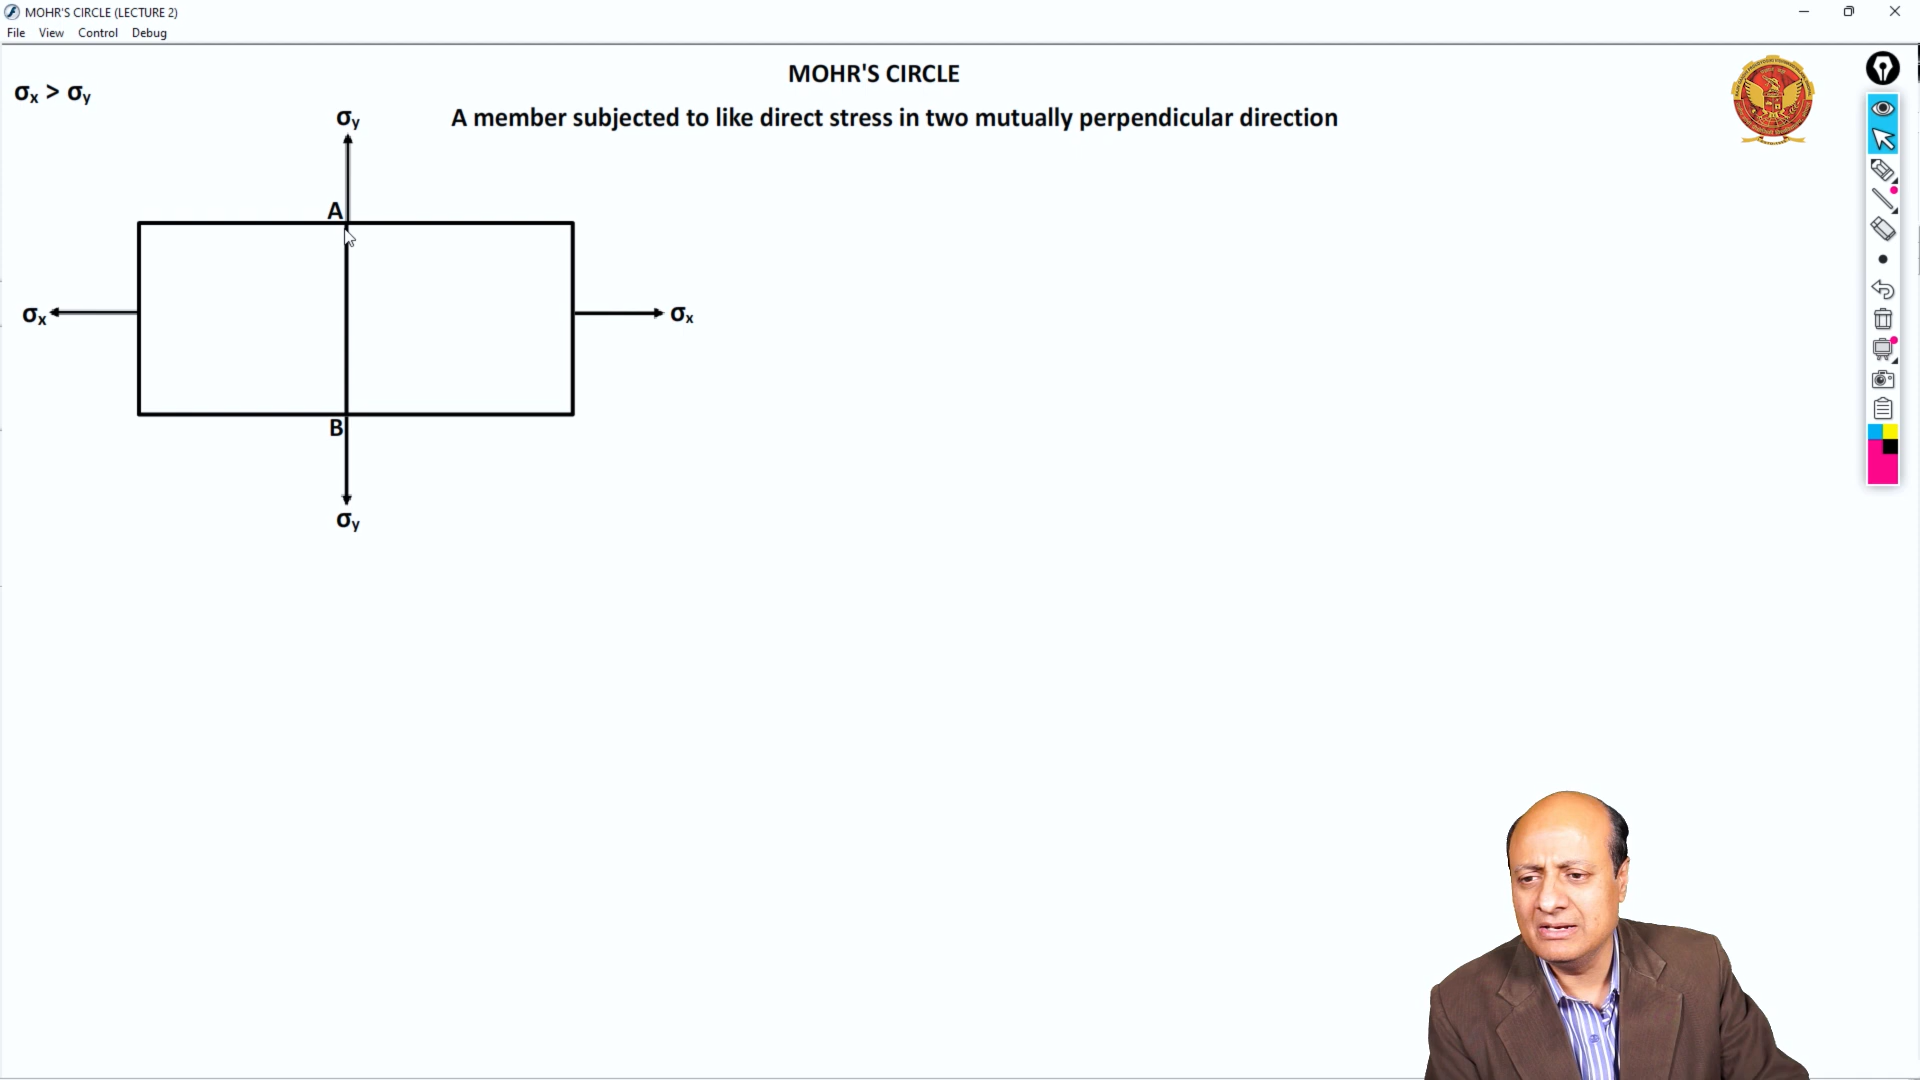 MOHR'S CIRCLE (LECTURE 2)
File View Control Debug
MOHR'S CIRCLE
σx > σy
A member subjected to like direct stress in two mutually perpendicular direction
σy
A
σx
σx
B
σy